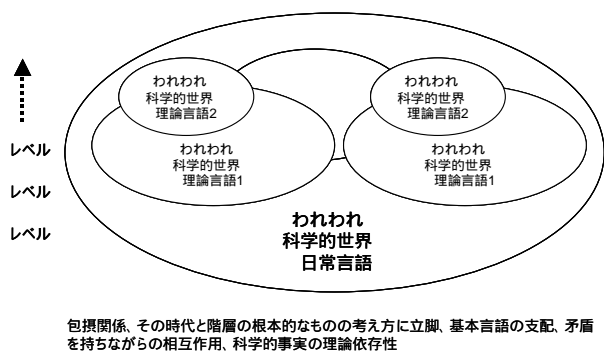 われわれ
科学的世界
理論言語2
われわれ
科学的世界
理論言語2
レベル
われわれ
科学的世界
理論言語1
われわれ
科学的世界
理論言語1
レベル
レベル
われわれ
科学的世界
日常言語
包摂関係、その時代と階層の根本的なものの考え方に立脚、基本言語の支配、矛盾
を持ちながらの相互作用、科学的事実の理論依存性